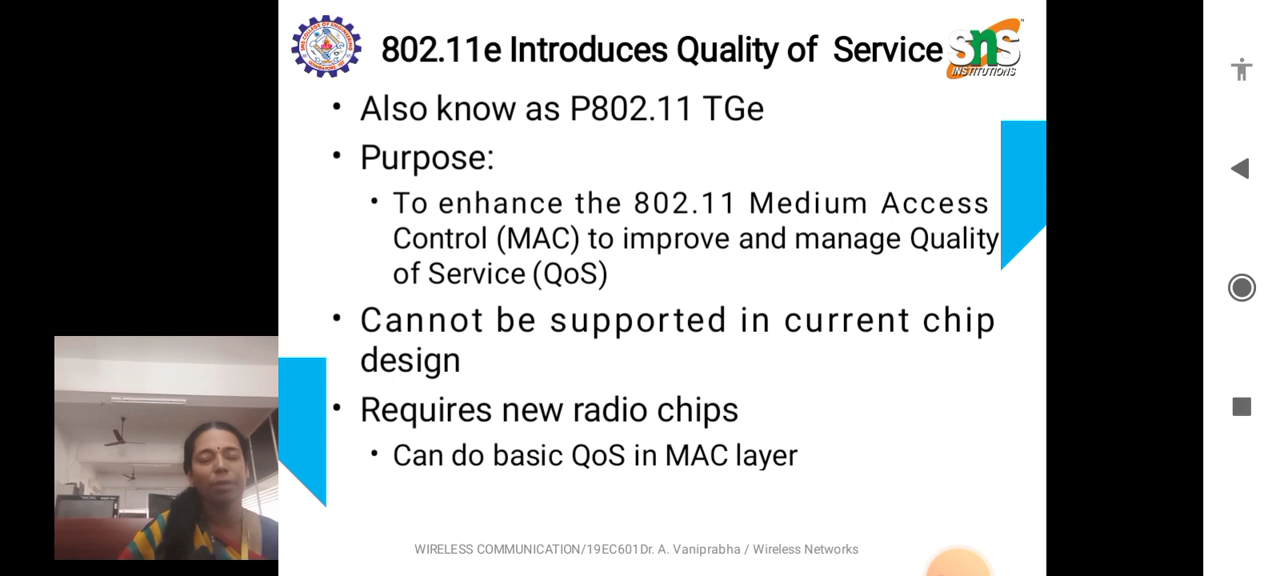 802.11e Introduces Quality of Service
SnS
INSTITUTIONS
• Also know as P802.11 TGe
• Purpose:
• To enhance the 802.11 Medium Access
Control (MAC) to improve and manage Quality
of Service (QoS)
• Cannot be supported in current chip
design
• Requires new radio chips
• Can do basic QoS in MAC layer
WIRELESS COMMUNICATION/19EC601Dr. A. Vaniprabha / Wireless Networks